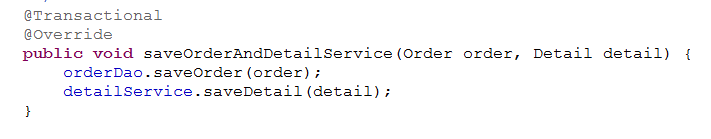 @Transactional
@Override
public void saveOrderAndDetailService(Order order, Detail detail) {
orderDao.saveOrder(order);
detailService.saveDetail(detail);
}